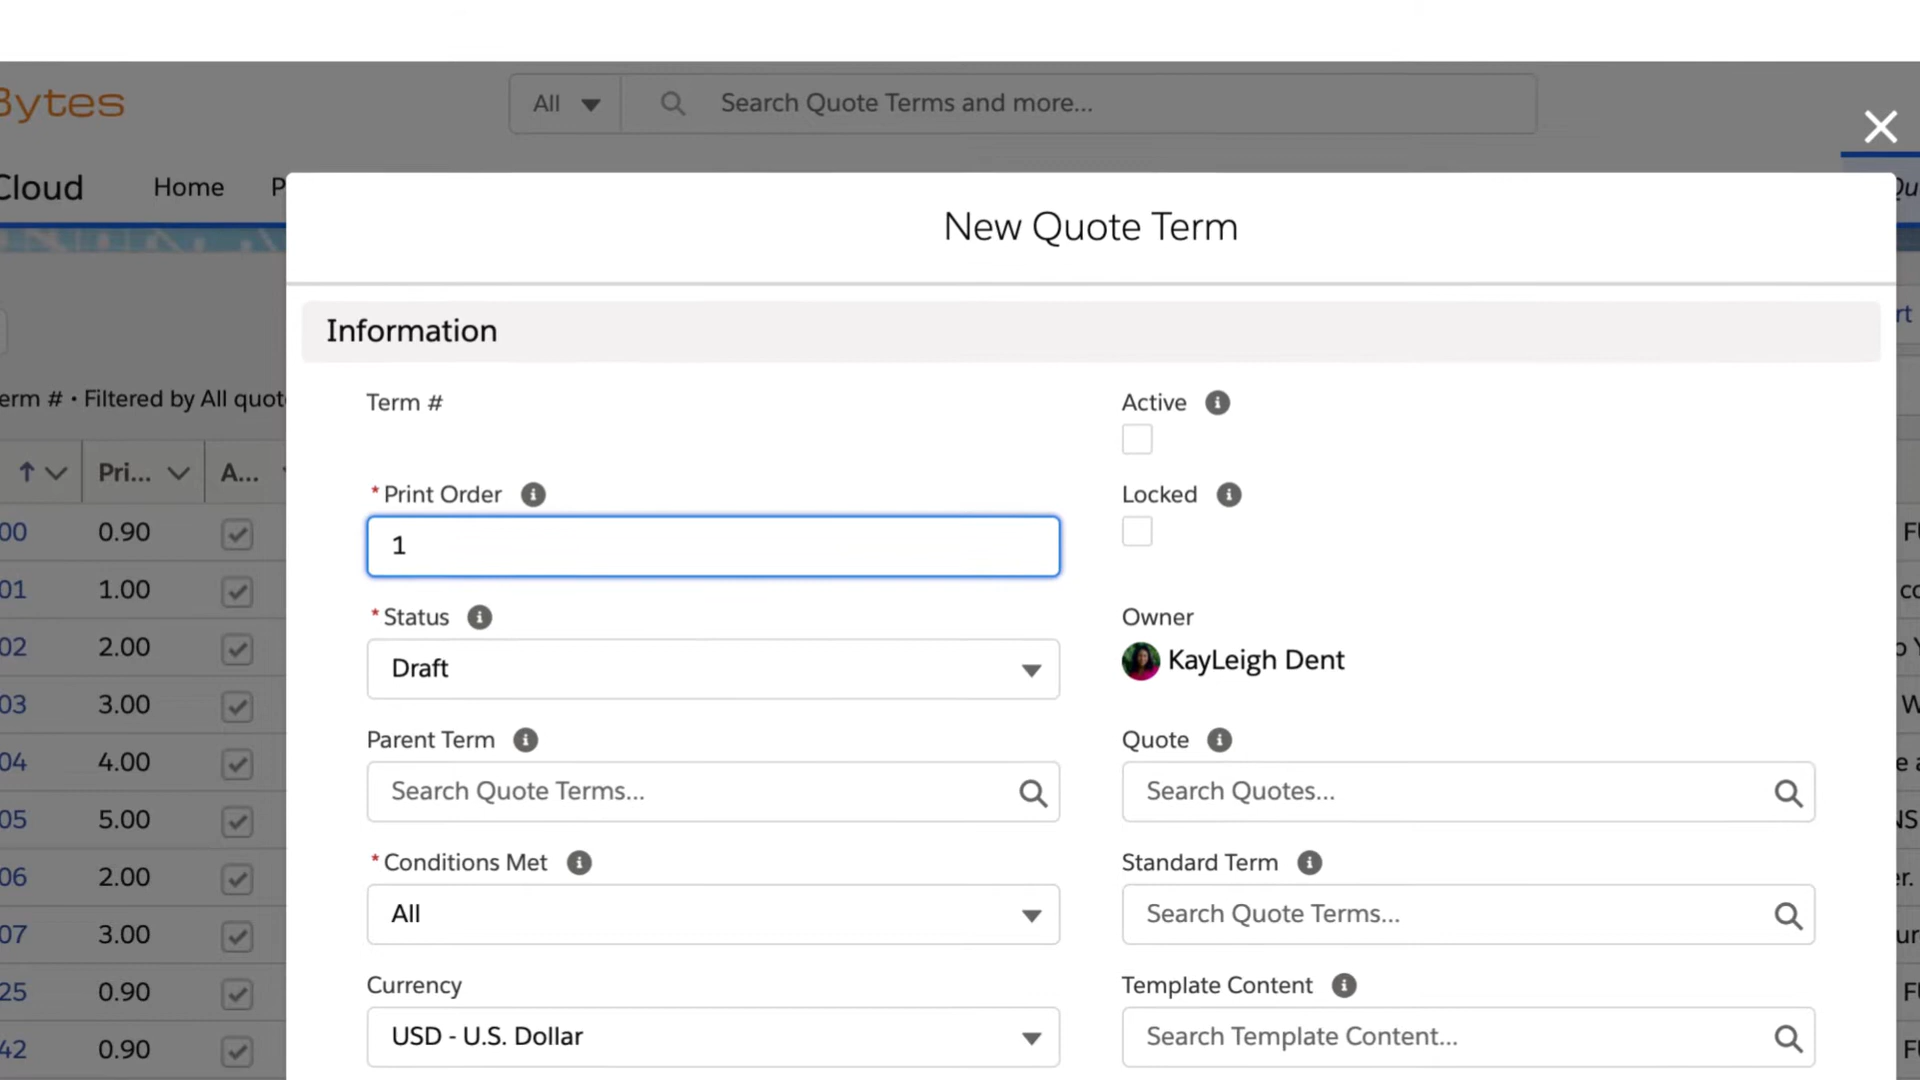 Bytes
All
Search Quote Terms and more...
Cloud
Home
New Quote Term
Information
Term #
Active
Print Order
1
Locked
Status
Draft
Owner
KayLeigh Dent
Parent Term
Search Quote Terms...
Quote
Search Quotes...
Conditions Met
All
Standard Term
Search Quote Terms...
Currency
USD - U.S. Dollar
Template Content
Search Template Content...
erm # • Filtered by All quot
Pri...
A...
00 0.90
01 1.00
02 2.00
03 3.00
04 4.00
05 5.00
06 2.00
07 3.00
25 0.90
42 0.90